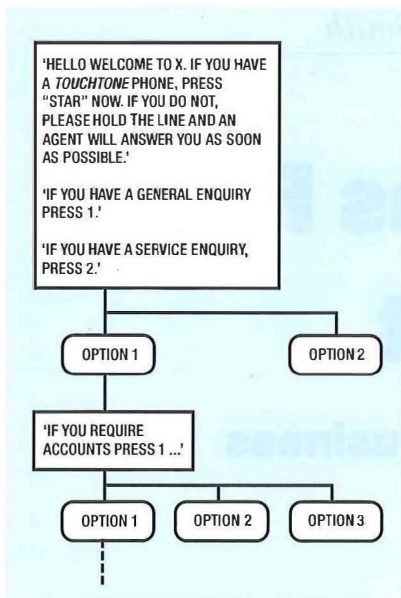 'HELLO WELCOME TO X. IF YOU HAVE
A TOUCHTONE PHONE, PRESS
"STAR" NOW. IF YOU DO NOT,
PLEASE HOLD THE LINE AND AN
AGENT WILL ANSWER YOU AS SOON
AS POSSIBLE.'
'IF YOU HAVE A GENERAL ENQUIRY
PRESS 1.'
'IF YOU HAVE A SERVICE ENQUIRY,
PRESS 2.'
OPTION 1
OPTION 2
'IF YOU REQUIRE
ACCOUNTS PRESS 1 ...'
OPTION 1
OPTION 2
OPTION 3